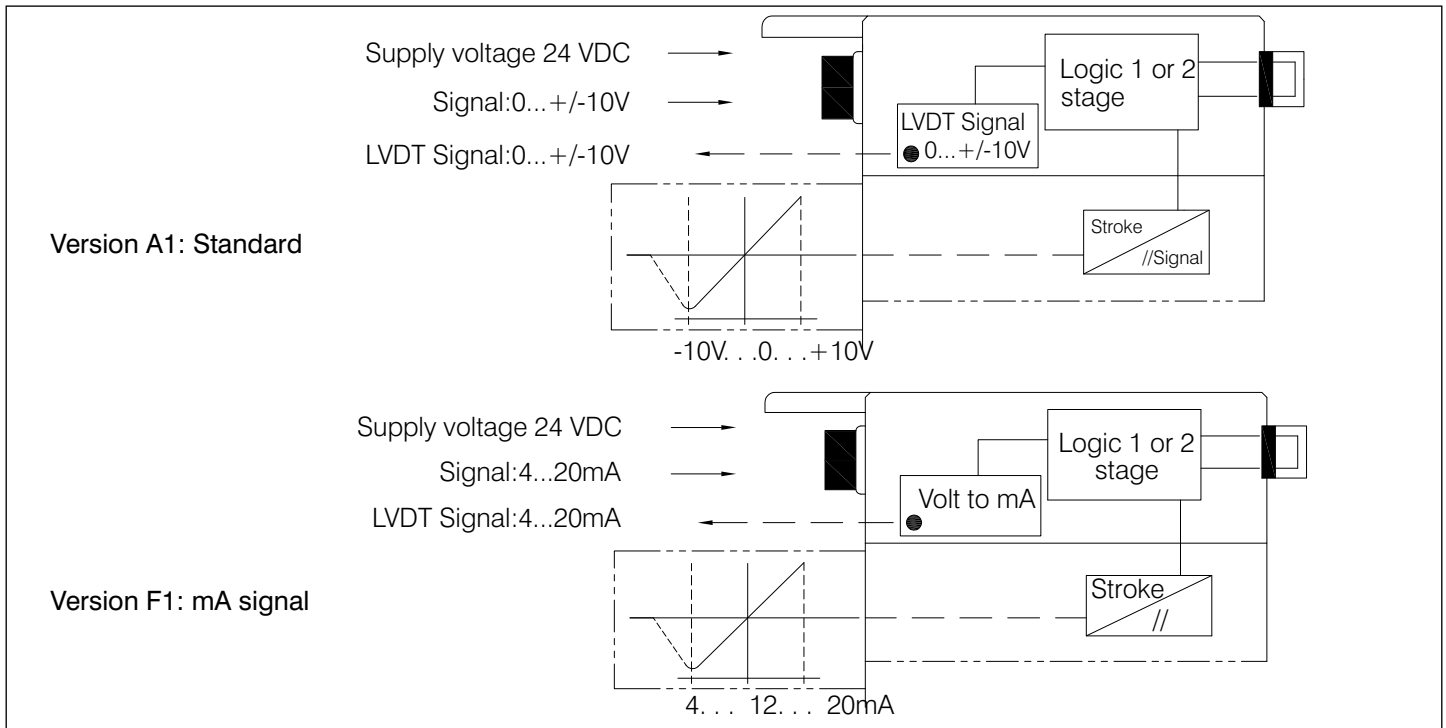 Supply voltage 24 VDC
Signal:0...+/-10V
LVDT Signal:0...+/-10V
Logic 1 or 2
stage
LVDT Signal
0...+/-10V
Version A1: Standard
Stroke
//Signal
-10V. . .0. . .+10V
Supply voltage 24 VDC
Signal:4...20mA
LVDT Signal:4...20mA
Logic 1 or 2
stage
Volt to mA
Version F1: mA signal
Stroke
//
4. . . 12. . . 20mA